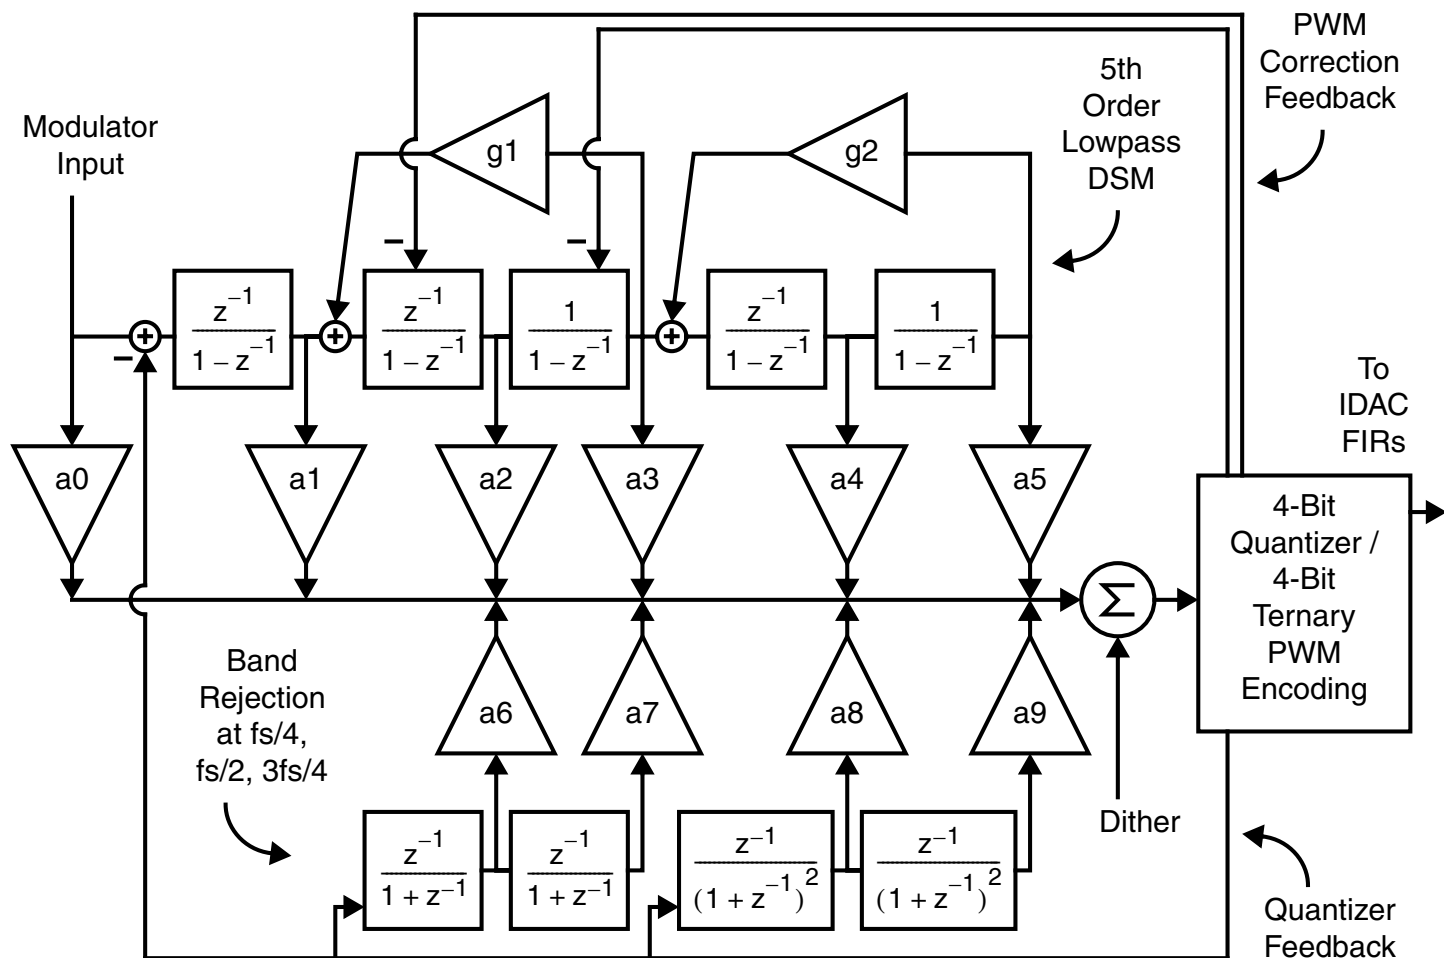 PWM
Correction
Feedback
5th
Order
Lowpass
DSM
Modulator
Input
g1
g2
−
−
z⁻¹
1 − z⁻¹
z⁻¹
1 − z⁻¹
1
1 − z⁻¹
z⁻¹
1 − z⁻¹
1
1 − z⁻¹
+
+
+
−
To
IDAC
FIRs
a0
a1
a2
a3
a4
a5
4-Bit
Quantizer /
4-Bit
Ternary
PWM
Encoding
Σ
Band
Rejection
at fs/4,
fs/2, 3fs/4
a6
a7
a8
a9
Dither
z⁻¹
1 + z⁻¹
z⁻¹
1 + z⁻¹
z⁻¹
(1 + z⁻¹)²
z⁻¹
(1 + z⁻¹)²
Quantizer
Feedback